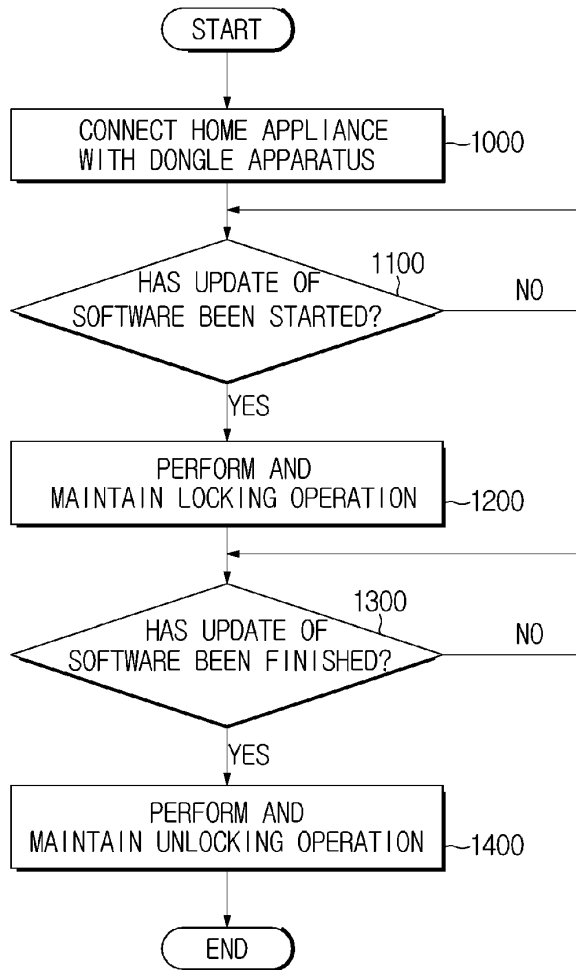 START
CONNECT HOME APPLIANCE
WITH DONGLE APPARATUS
1000
HAS UPDATE OF
SOFTWARE BEEN STARTED?
1100
NO
YES
PERFORM AND
MAINTAIN LOCKING OPERATION
1200
HAS UPDATE OF
SOFTWARE BEEN FINISHED?
1300
NO
YES
PERFORM AND
MAINTAIN UNLOCKING OPERATION
1400
END